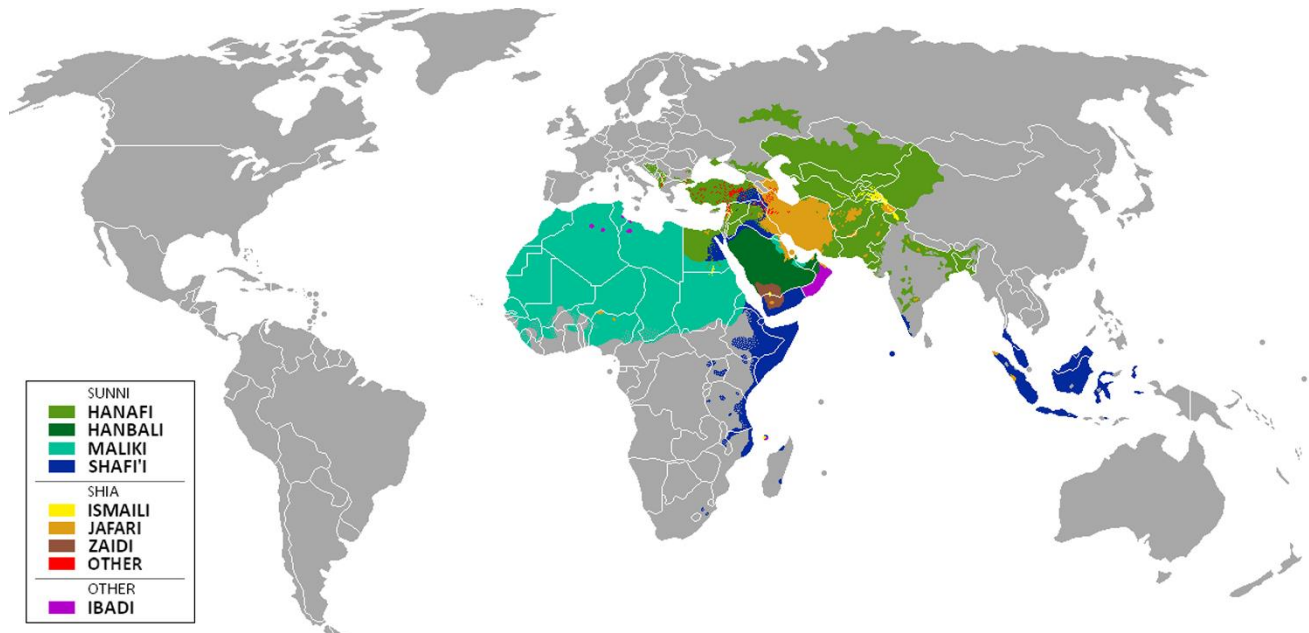 SUNNI
HANAFI
HANBALI
MALIKI
SHAFI'I
SHIA
ISMAILI
JAFARI
ZAIDI
OTHER
OTHER
IBADI